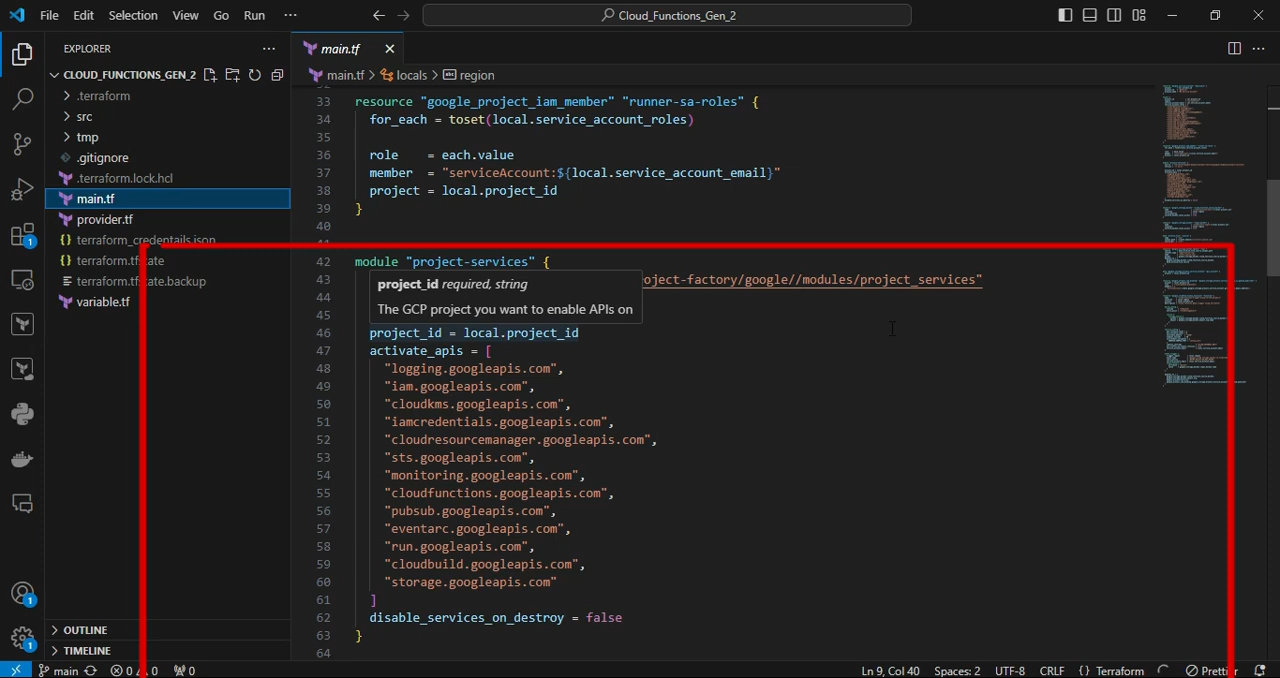 File Edit Selection View Go Run ··· Cloud_Functions_Gen_2
EXPLORER ···
CLOUD_FUNCTIONS_GEN_2
.terraform
src
tmp
.gitignore
.terraform.lock.hcl
main.tf
provider.tf
terraform_credentails.json
terraform.tfstate
terraform.tfstate.backup
variable.tf
OUTLINE
TIMELINE
main.tf
main.tf > locals > region
33 resource "google_project_iam_member" "runner-sa-roles" {
34 for_each = toset(local.service_account_roles)
35
36 role = each.value
37 member = "serviceAccount:${local.service_account_email}"
38 project = local.project_id
39 }
40
42 module "project-services" {
43 oject-factory/google//modules/project_services"
project_id required, string
44
The GCP project you want to enable APIs on
45
46 project_id = local.project_id
47 activate_apis = [
48 "logging.googleapis.com",
49 "iam.googleapis.com",
50 "cloudkms.googleapis.com",
51 "iamcredentials.googleapis.com",
52 "cloudresourcemanager.googleapis.com",
53 "sts.googleapis.com",
54 "monitoring.googleapis.com",
55 "cloudfunctions.googleapis.com",
56 "pubsub.googleapis.com",
57 "eventarc.googleapis.com",
58 "run.googleapis.com",
59 "cloudbuild.googleapis.com",
60 "storage.googleapis.com"
61 ]
62 disable_services_on_destroy = false
63 }
64
main 0 0 0 Ln 9, Col 40 Spaces: 2 UTF-8 CRLF {} Terraform